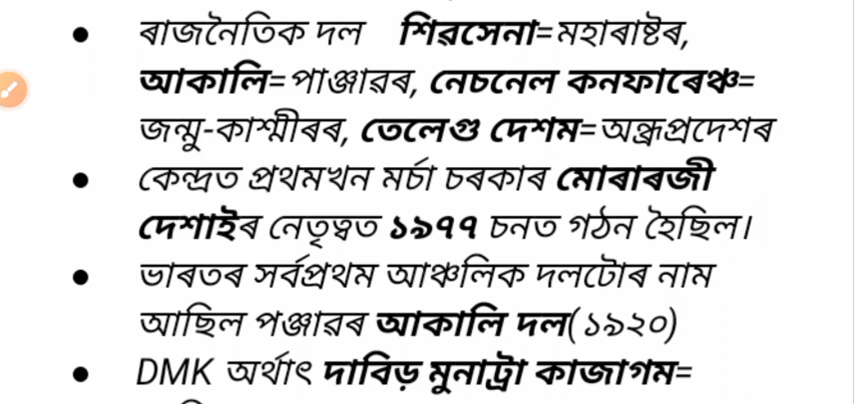 • ৰাজনৈতিক দল শিৱসেনা=মহাৰাষ্টৰ,
আকালি=পাঞ্জাৱৰ, নেচনেল কনফাৰেঞ্চ=
জন্মু-কাশ্মীৰৰ, তেলেগু দেশম=অন্ধ্ৰপ্ৰদেশৰ
• কেন্দ্ৰত প্ৰথমখন মৰ্চা চৰকাৰ মোৰাৰজী
দেশাইৰ নেতৃত্বত ১৯৭৭ চনত গঠন হৈছিল।
• ভাৰতৰ সৰ্বপ্ৰথম আঞ্চলিক দলটোৰ নাম
আছিল পঞ্জাৱৰ আকালি দল(১৯২০)
• DMK অৰ্থাৎ দাবিড় মুনাট্ৰা কাজাগম=